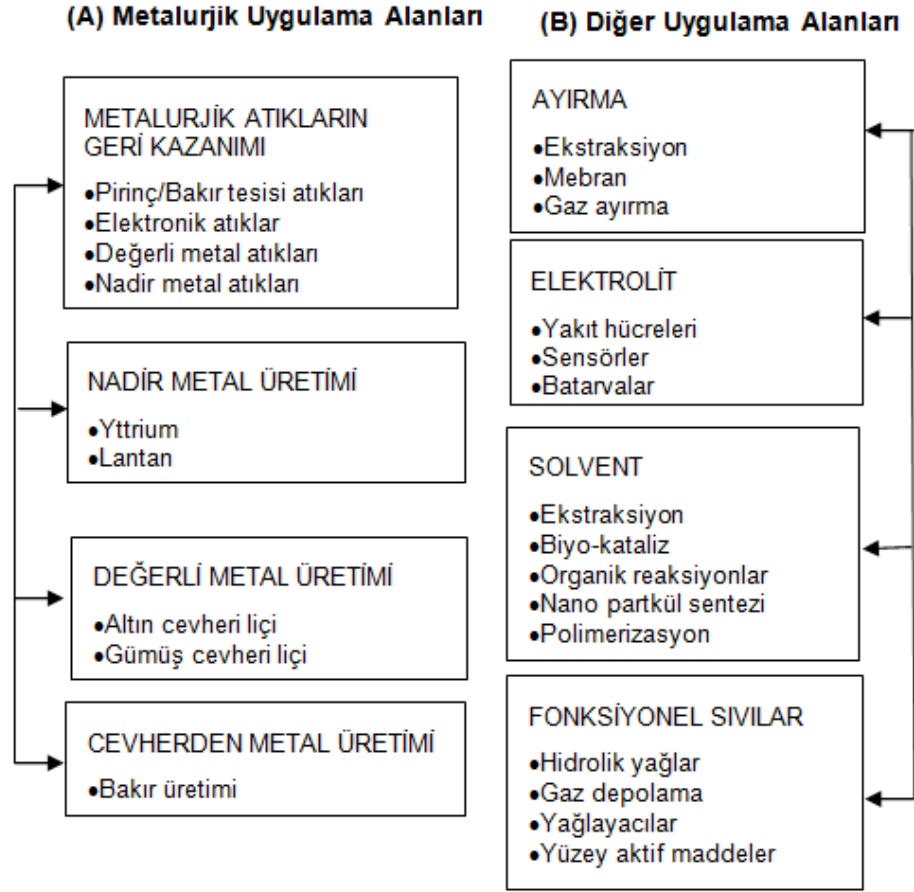 (A) Metalurjik Uygulama Alanları
METALURJİK ATIKLARIN
GERİ KAZANIMI
•Pirinç/Bakır tesisi atıkları
•Elektronik atıklar
•Değerli metal atıkları
•Nadir metal atıkları
NADİR METAL ÜRETİMİ
•Yttrium
•Lantan
DEĞERLİ METAL ÜRETİMİ
•Altın cevheri liçi
•Gümüş cevheri liçi
CEVHERDEN METAL ÜRETİMİ
•Bakır üretimi
(B) Diğer Uygulama Alanları
AYIRMA
•Ekstraksiyon
•Mebran
•Gaz ayırma
ELEKTROLİT
•Yakıt hücreleri
•Sensörler
•Batarvalar
SOLVENT
•Ekstraksiyon
•Biyo-kataliz
•Organik reaksiyonlar
•Nano partkül sentezi
•Polimerizasyon
FONKSİYONEL SIVILAR
•Hidrolik yağlar
•Gaz depolama
•Yağlayacılar
•Yüzey aktif maddeler